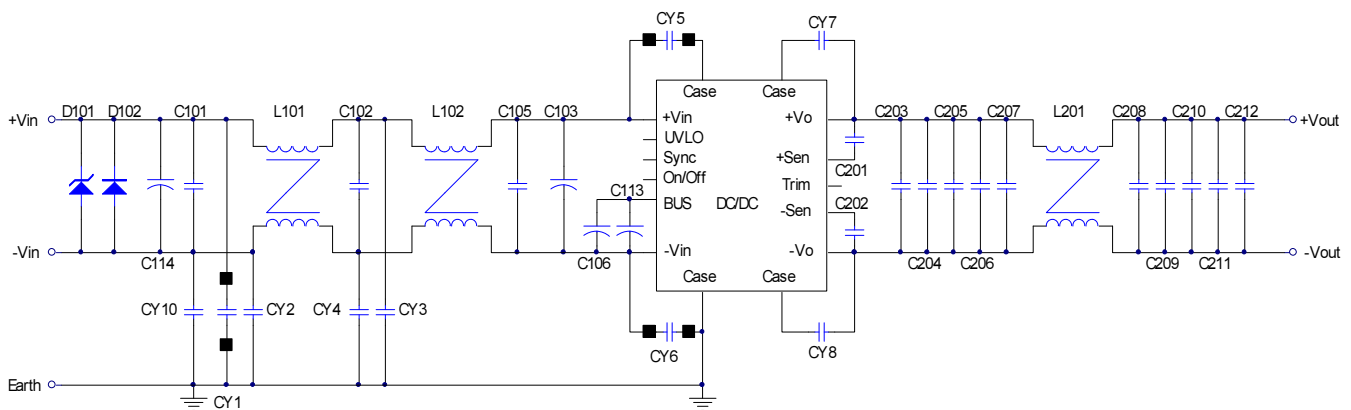 CY5
CY7
Case
Case
D101
D102
C101
L101
C102
L102
C105
C103
+Vin
+Vin
+Vo
C203
C205
C207
L201
C208
C210
C212
+Vout
UVLO
Sync
+Sen
C201
On/Off
Trim
C113
BUS
DC/DC
-Sen
C202
-Vin
-Vin
-Vo
-Vout
C114
C106
C204
C206
C209
C211
Case
Case
CY10
CY2
CY4
CY3
CY6
CY8
Earth
CY1